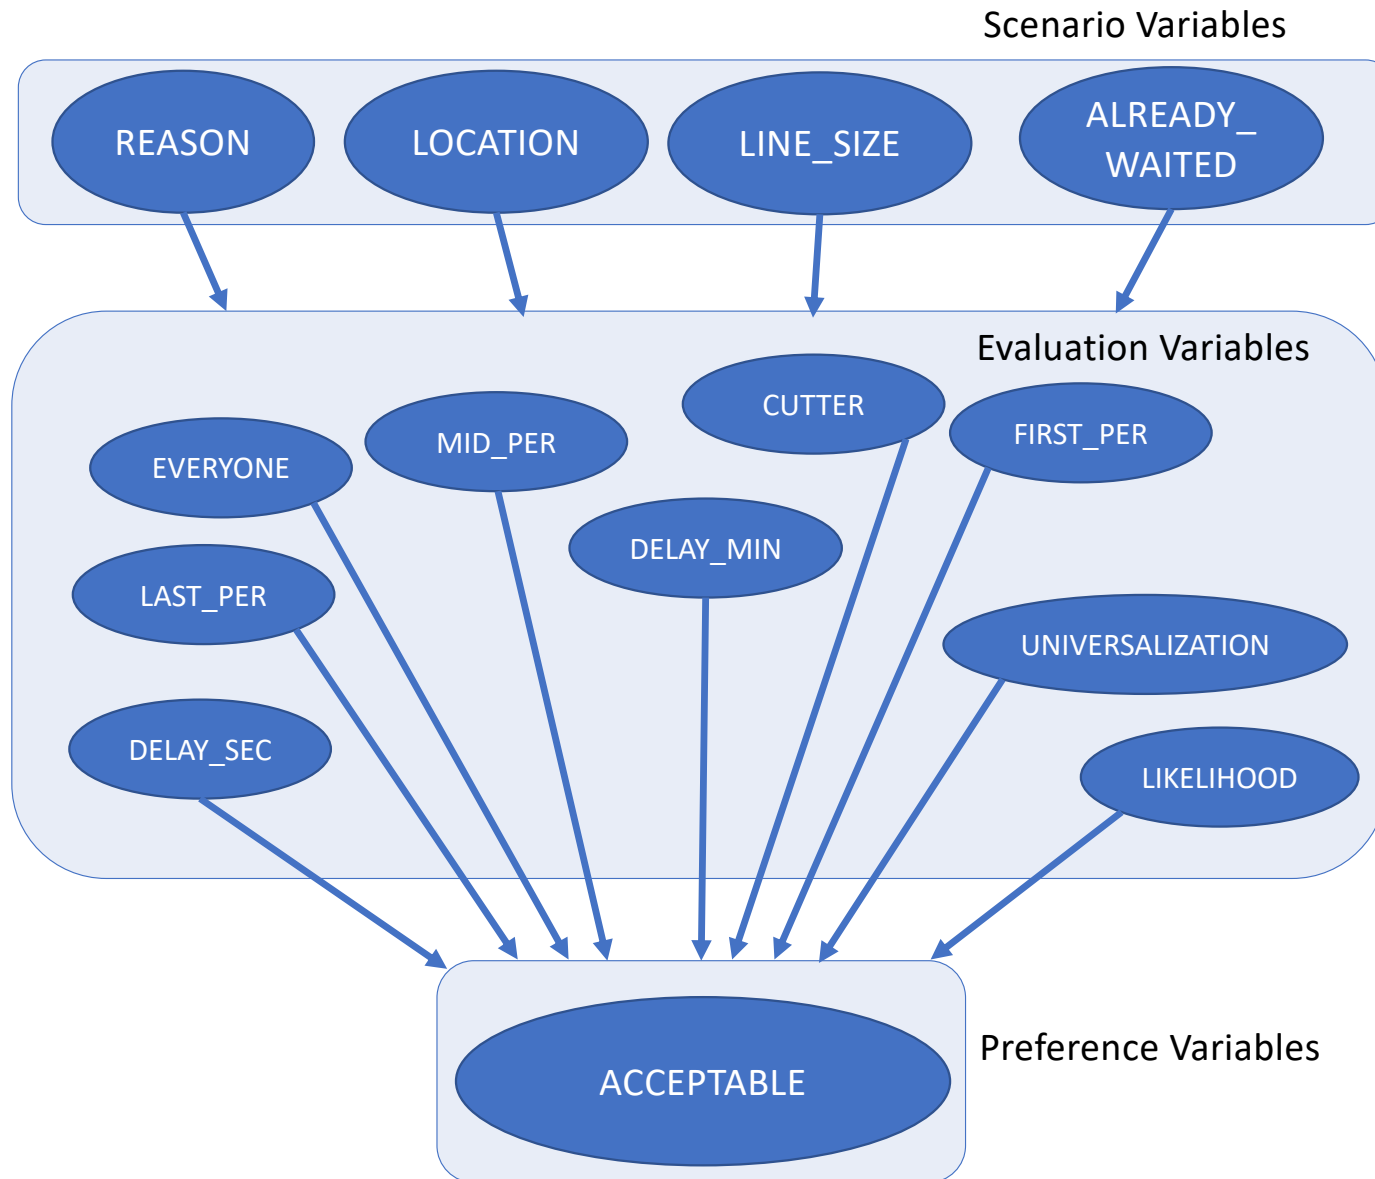 Scenario Variables
REASON
LOCATION
LINE_SIZE
ALREADY_
WAITED
Evaluation Variables
CUTTER
FIRST_PER
MID_PER
EVERYONE
DELAY_MIN
LAST_PER
UNIVERSALIZATION
DELAY_SEC
LIKELIHOOD
Preference Variables
ACCEPTABLE